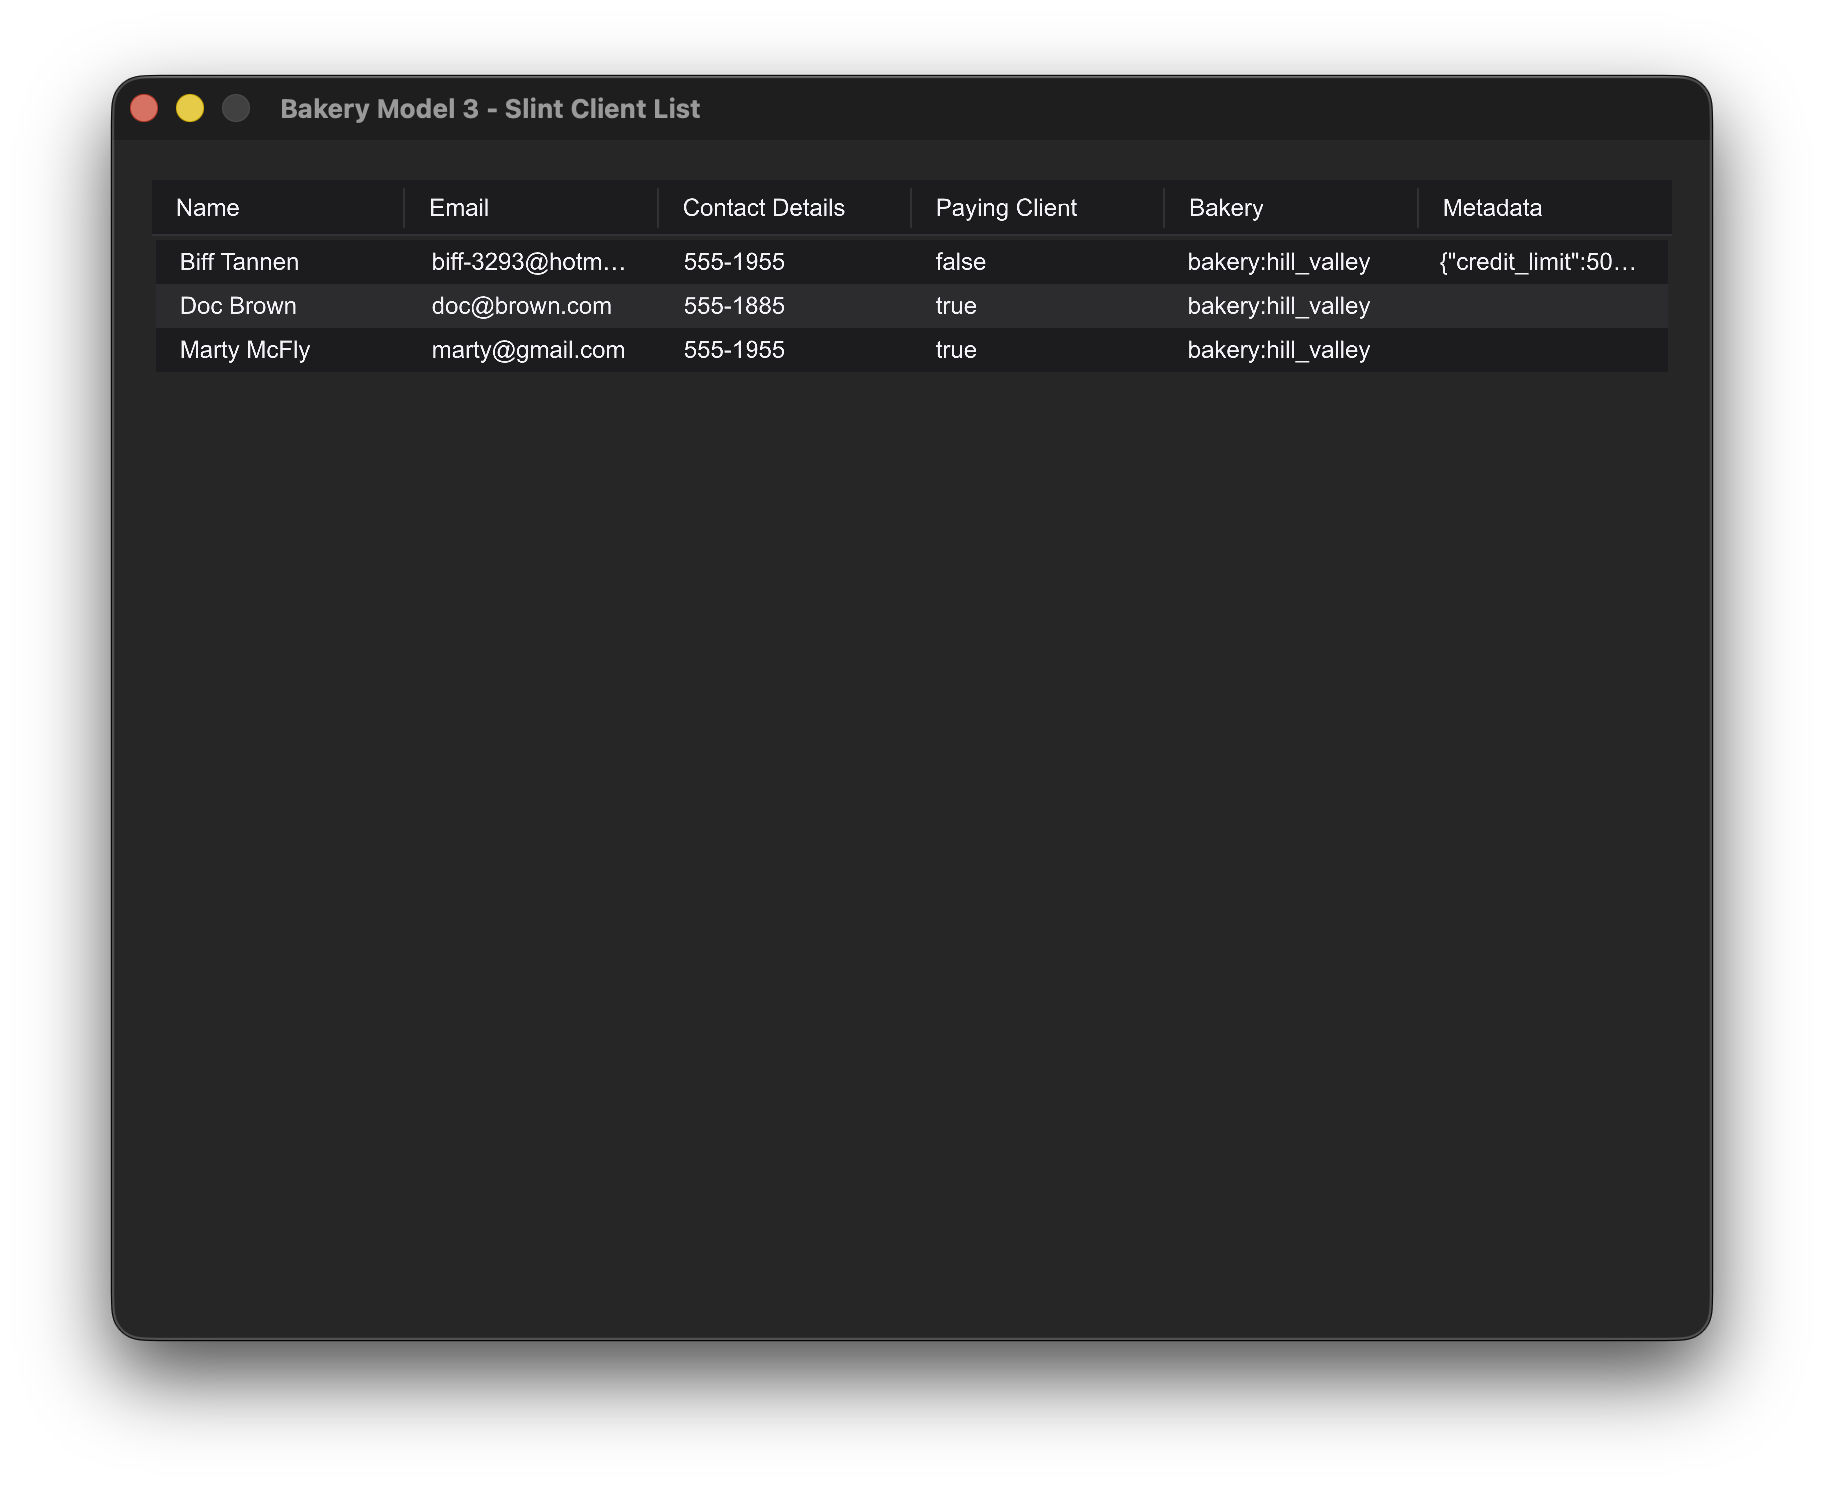 Bakery Model 3 - Slint Client List
Name Email Contact Details Paying Client Bakery Metadata
Biff Tannen biff-3293@hotm… 555-1955 false bakery:hill_valley {"credit_limit":50…
Doc Brown doc@brown.com 555-1885 true bakery:hill_valley
Marty McFly marty@gmail.com 555-1955 true bakery:hill_valley